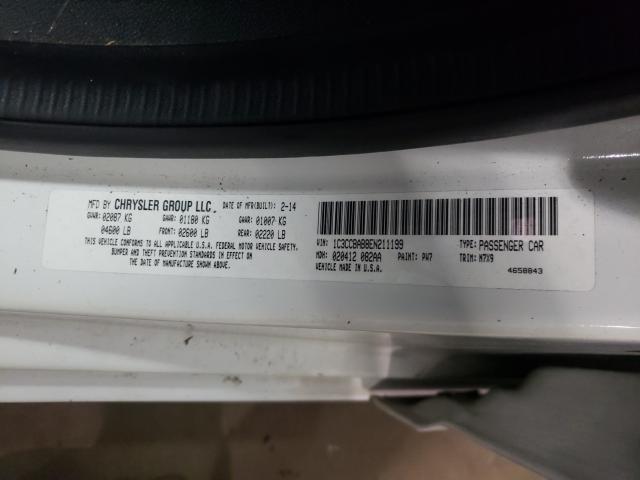 MFD BY CHRYSLER GROUP LLC. DATE OF MFR(BUILT): 2-14
GVWR: 02087 KG GAWR: 01180 KG GAWR: 01007 KG
04600 LB FRONT: 02600 LB REAR: 02220 LB
THIS VEHICLE CONFORMS TO ALL APPLICABLE U.S.A. FEDERAL MOTOR VEHICLE SAFETY,
BUMPER AND THEFT PREVENTION STANDARDS IN EFFECT ON
THE DATE OF MANUFACTURE SHOWN ABOVE.
VIN: 1C3CCBAB8EN211199 TYPE: PASSENGER CAR
MDH: 020412 082AA PAINT: PW7 TRIM: M7X9
VEHICLE MADE IN U.S.A. 4658843